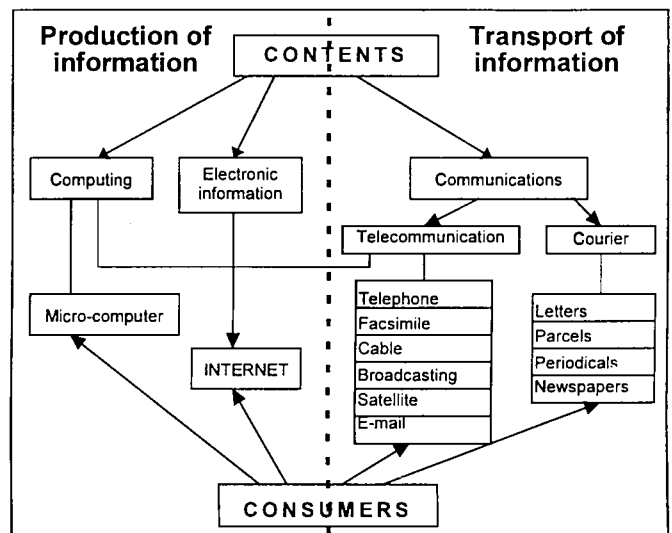 Production of
information
CONTENTS
Transport of
information
Computing
Electronic
information
Communications
Telecommunication
Courier
Micro-computer
INTERNET
Telephone
Facsimile
Cable
Broadcasting
Satellite
E-mail
Letters
Parcels
Periodicals
Newspapers
CONSUMERS